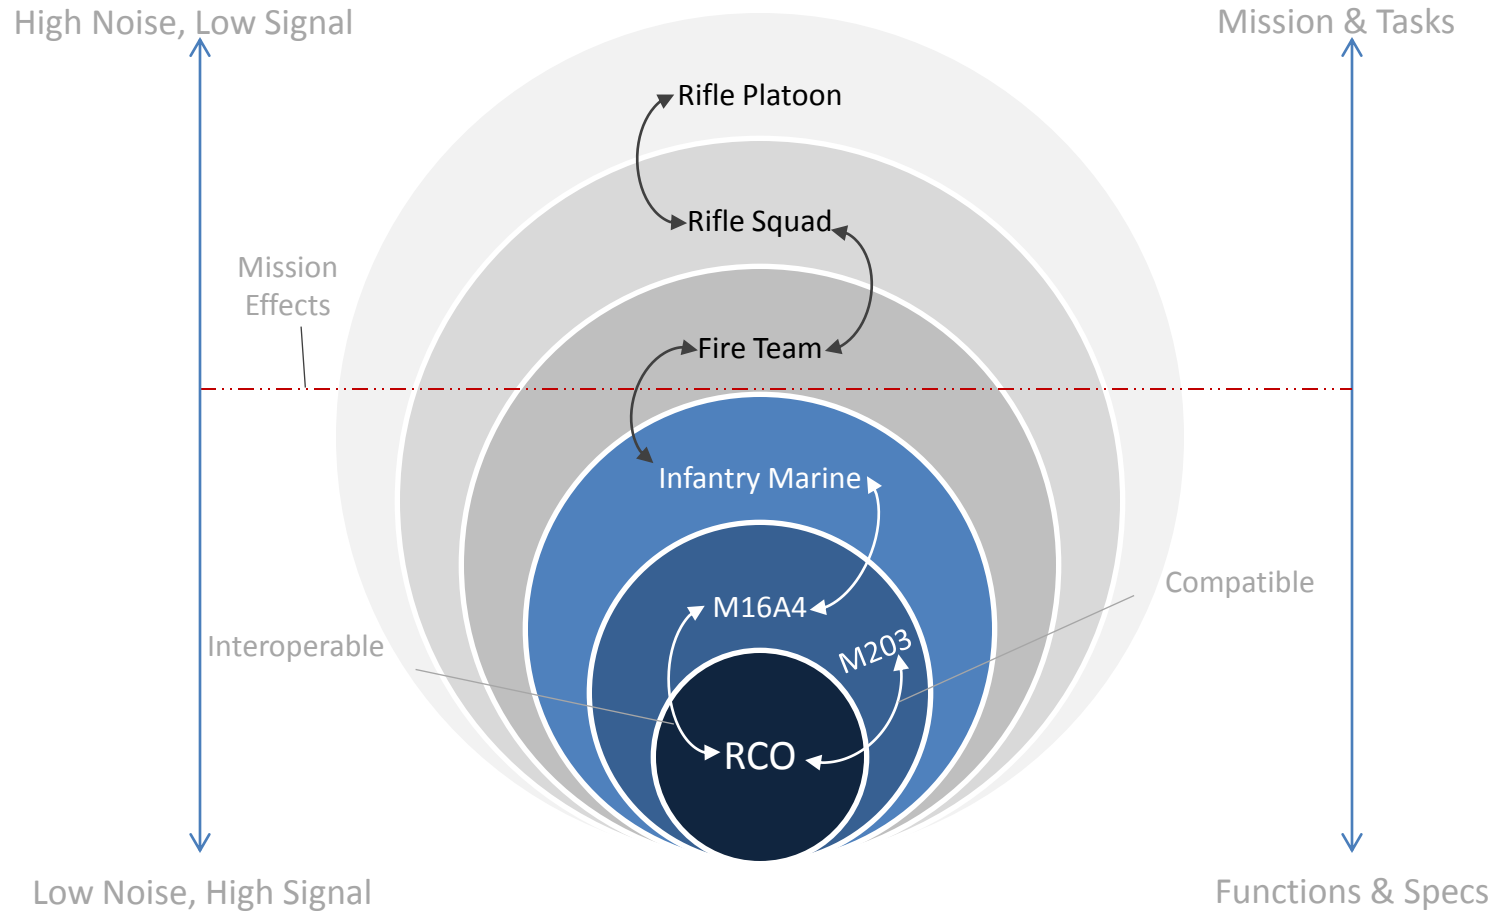 High Noise, Low Signal
Mission & Tasks
Rifle Platoon
Rifle Squad
Mission
Effects
Fire Team
Infantry Marine
Compatible
M16A4
Interoperable
M203
RCO
Low Noise, High Signal
Functions & Specs